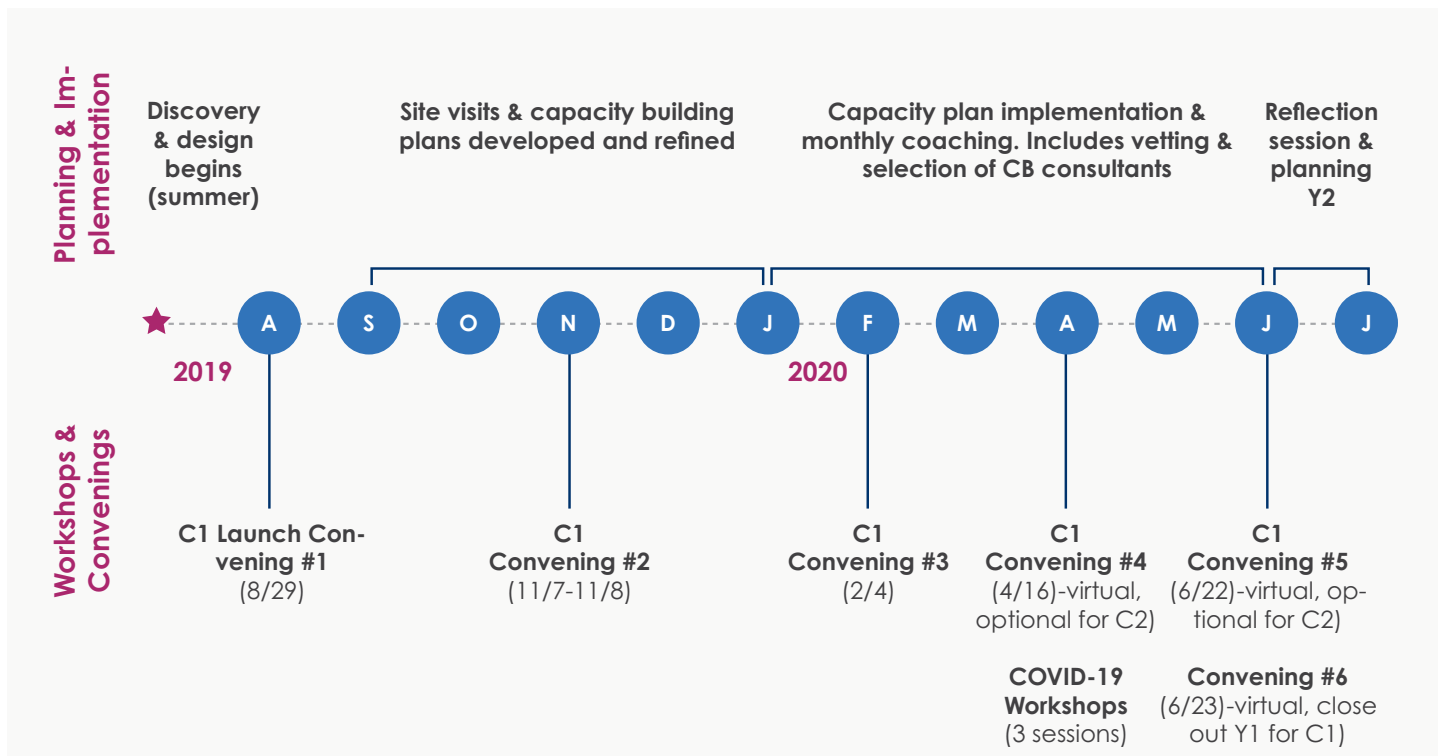 Planning & Im-
plementation
Discovery
& design
begins
(summer)
Site visits & capacity building
plans developed and refined
Capacity plan implementation &
monthly coaching. Includes vetting &
selection of CB consultants
Reflection
session &
planning
Y2
A S O N D J F M A M J J
2019
2020
Workshops &
Convenings
C1 Launch Con-
vening #1
(8/29)
C1
Convening #2
(11/7-11/8)
C1
Convening #3
(2/4)
C1
Convening #4
(4/16)-virtual,
optional for C2)
C1
Convening #5
(6/22)-virtual, op-
tional for C2)
COVID-19
Workshops
(3 sessions)
Convening #6
(6/23)-virtual, close
out Y1 for C1)